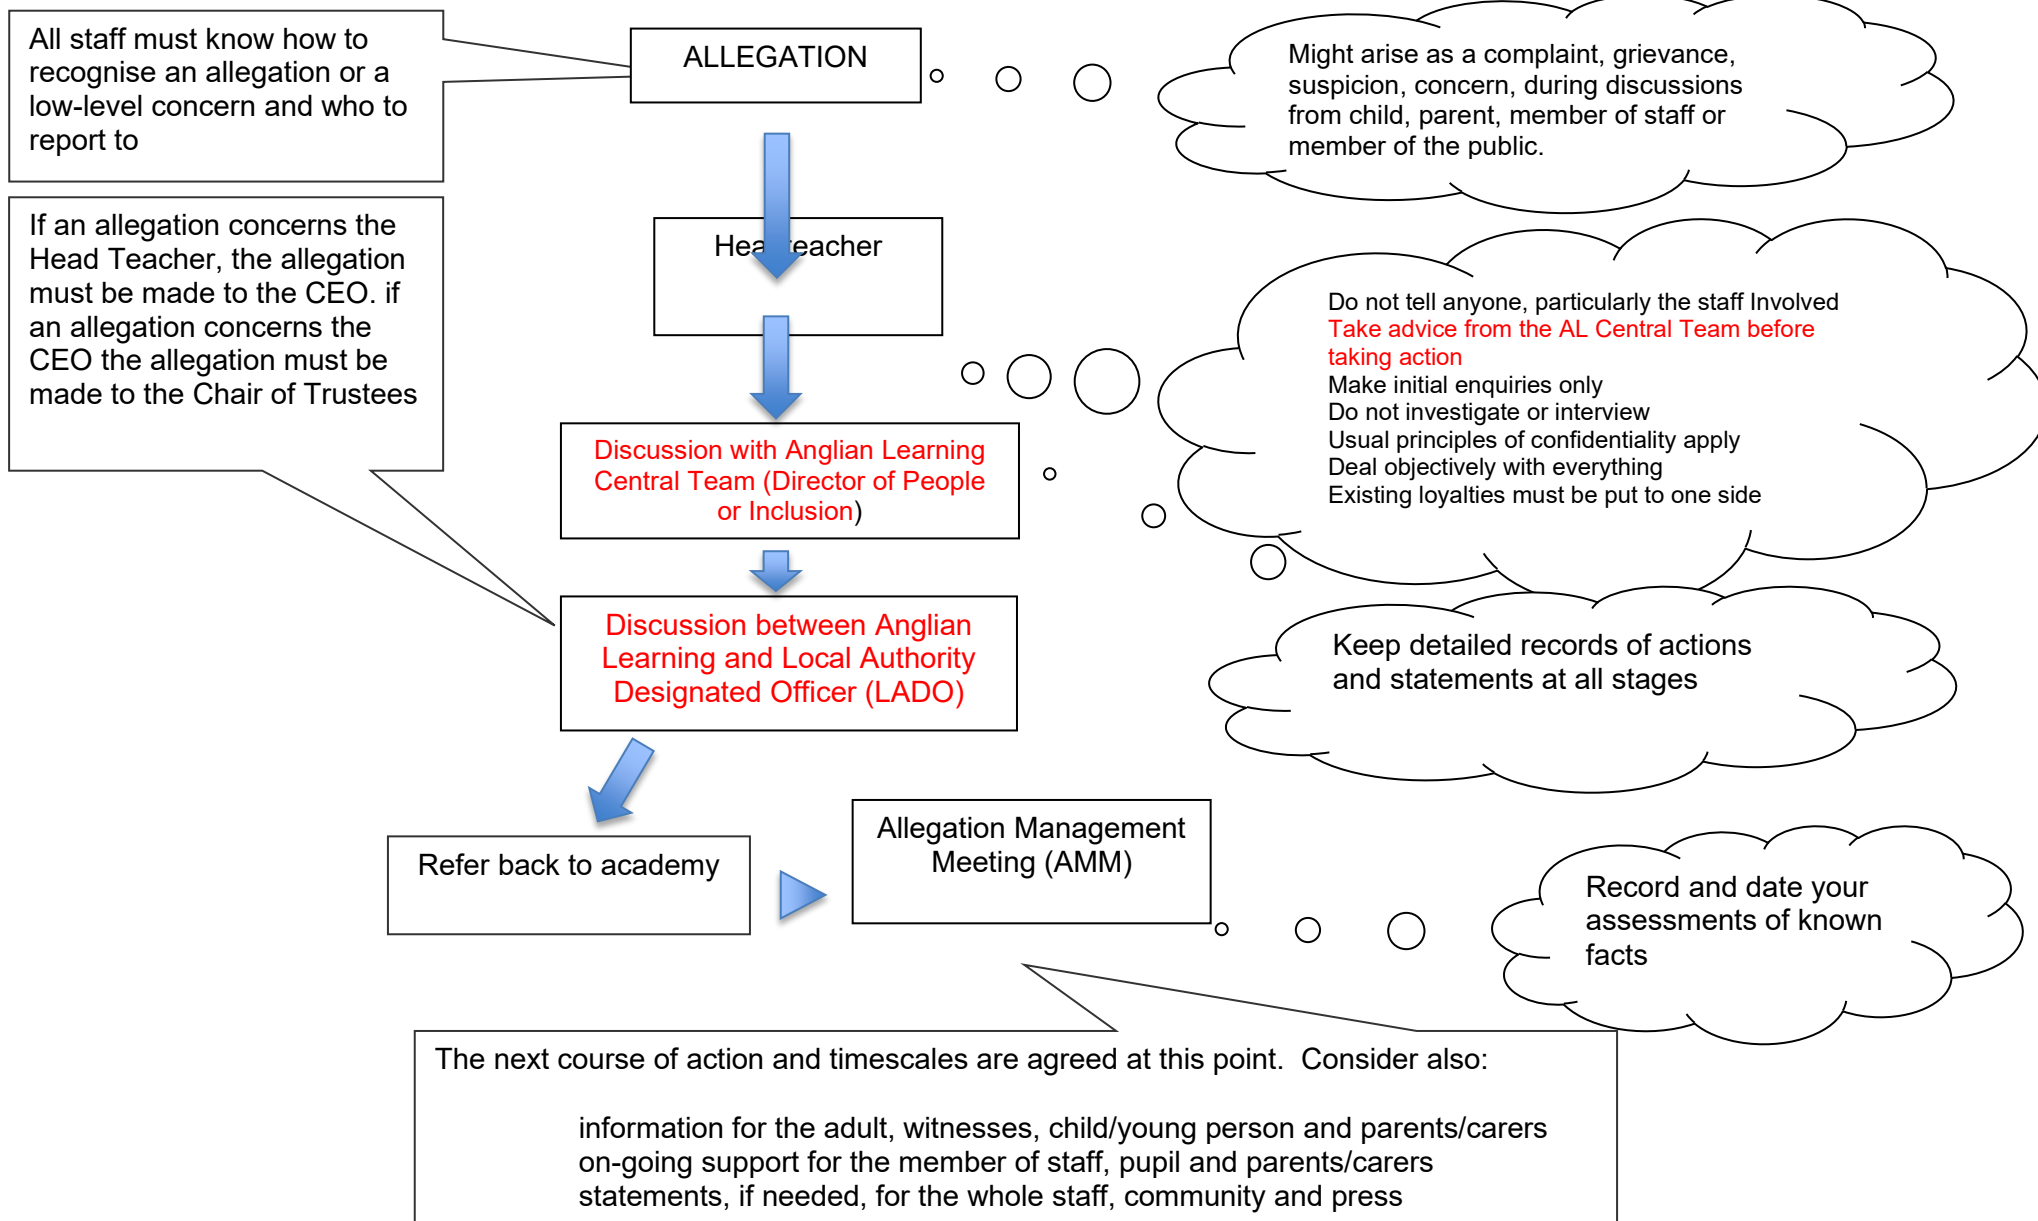 All staff must know how to
recognise an allegation or a
low-level concern and who to
report to
ALLEGATION
Might arise as a complaint, grievance,
suspicion, concern, during discussions
from child, parent, member of staff or
member of the public.
If an allegation concerns the
Head Teacher, the allegation
must be made to the CEO. if
an allegation concerns the
CEO the allegation must be
made to the Chair of Trustees
Headteacher
Do not tell anyone, particularly the staff Involved
Take advice from the AL Central Team before
taking action
Make initial enquiries only
Do not investigate or interview
Usual principles of confidentiality apply
Deal objectively with everything
Existing loyalties must be put to one side
Discussion with Anglian Learning
Central Team (Director of People
or Inclusion)
Discussion between Anglian
Learning and Local Authority
Designated Officer (LADO)
Keep detailed records of actions
and statements at all stages
Refer back to academy
Allegation Management
Meeting (AMM)
Record and date your
assessments of known
facts
The next course of action and timescales are agreed at this point.  Consider also:
information for the adult, witnesses, child/young person and parents/carers
on-going support for the member of staff, pupil and parents/carers
statements, if needed, for the whole staff, community and press